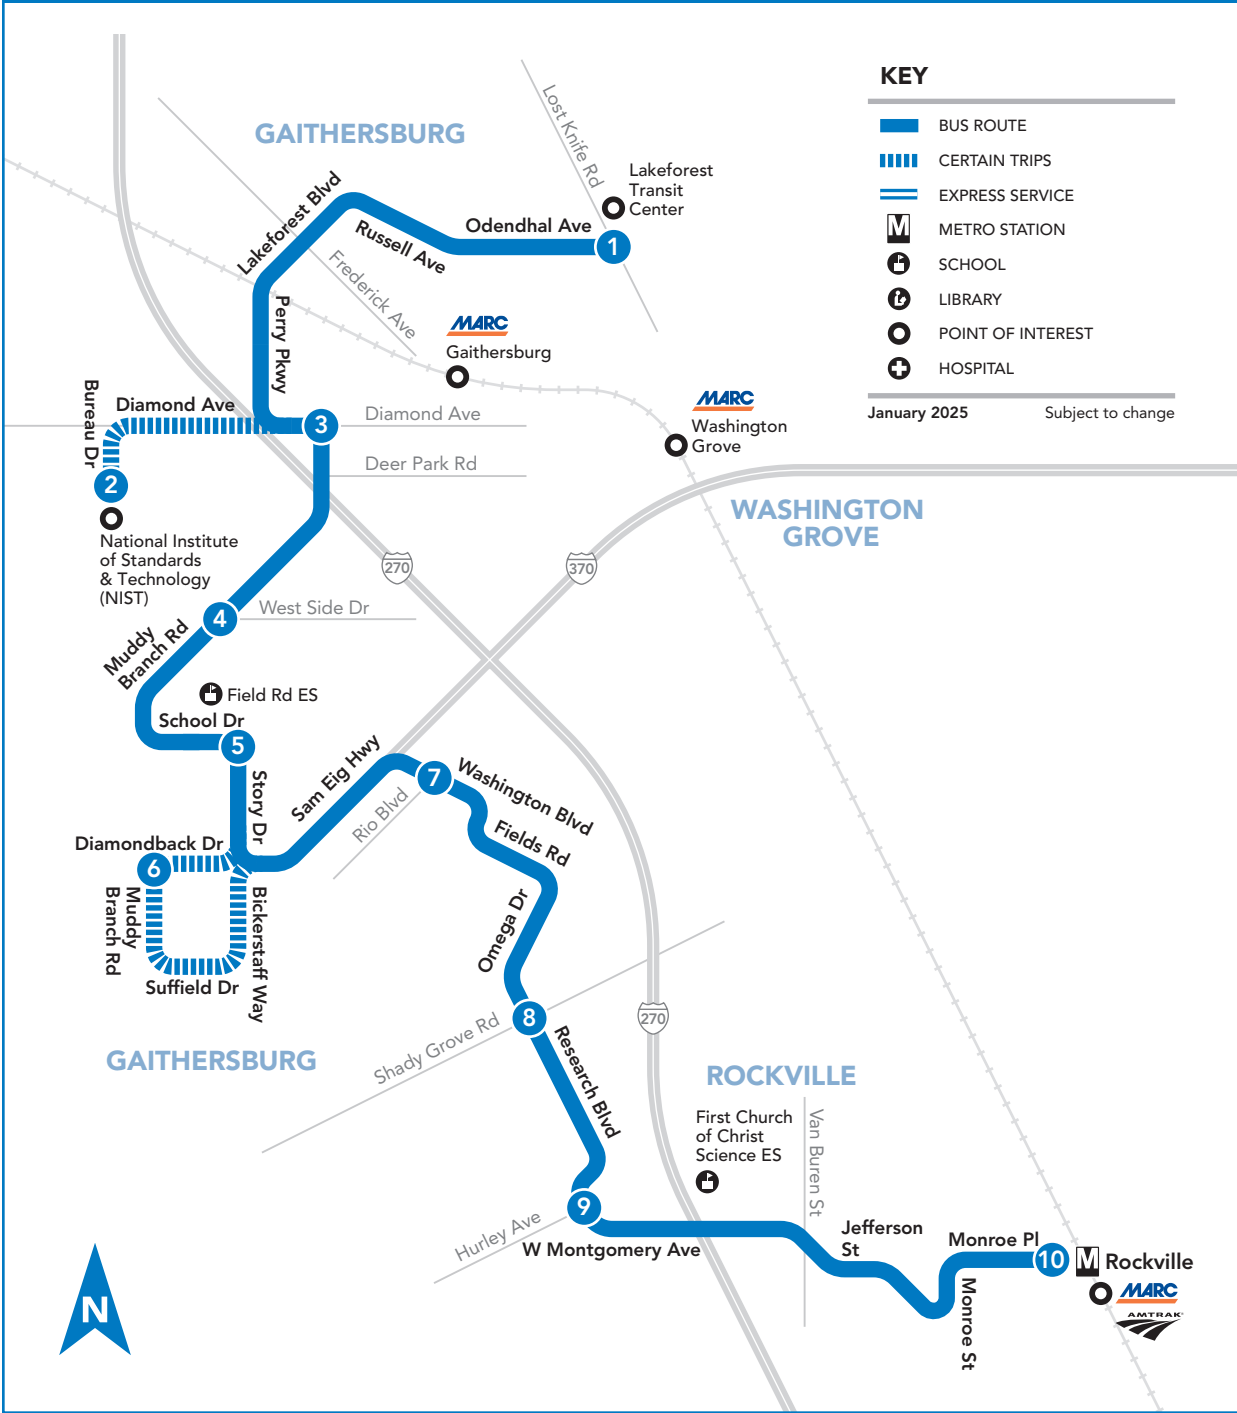 GAITHERSBURG
Lost Knife Rd
Lakeforest
Transit
Center
KEY
BUS ROUTE
CERTAIN TRIPS
EXPRESS SERVICE
M
METRO STATION
SCHOOL
LIBRARY
POINT OF INTEREST
HOSPITAL
January 2025
Subject to change
Lakeforest Blvd
Russell Ave
Odendhal Ave
1
Frederick Ave
Perry Pkwy
MARC
Gaithersburg
MARC
Washington
Grove
Bureau Dr
Diamond Ave
3
Diamond Ave
Deer Park Rd
2
National Institute
of Standards
& Technology
(NIST)
WASHINGTON
GROVE
270
370
4
West Side Dr
Muddy
Branch Rd
Field Rd ES
School Dr
5
Story Dr
Sam Eig Hwy
7
Rio Blvd
Washington Blvd
Fields Rd
Diamondback Dr
6
Muddy
Branch Rd
Bickerstaff Way
Suffield Dr
Omega Dr
8
Shady Grove Rd
270
Research Blvd
GAITHERSBURG
ROCKVILLE
First Church
of Christ
Science ES
Van Buren St
9
Hurley Ave
W Montgomery Ave
Jefferson
St
Monroe Pl
10
M
Rockville
MARC
AMTRAK
Monroe St
N